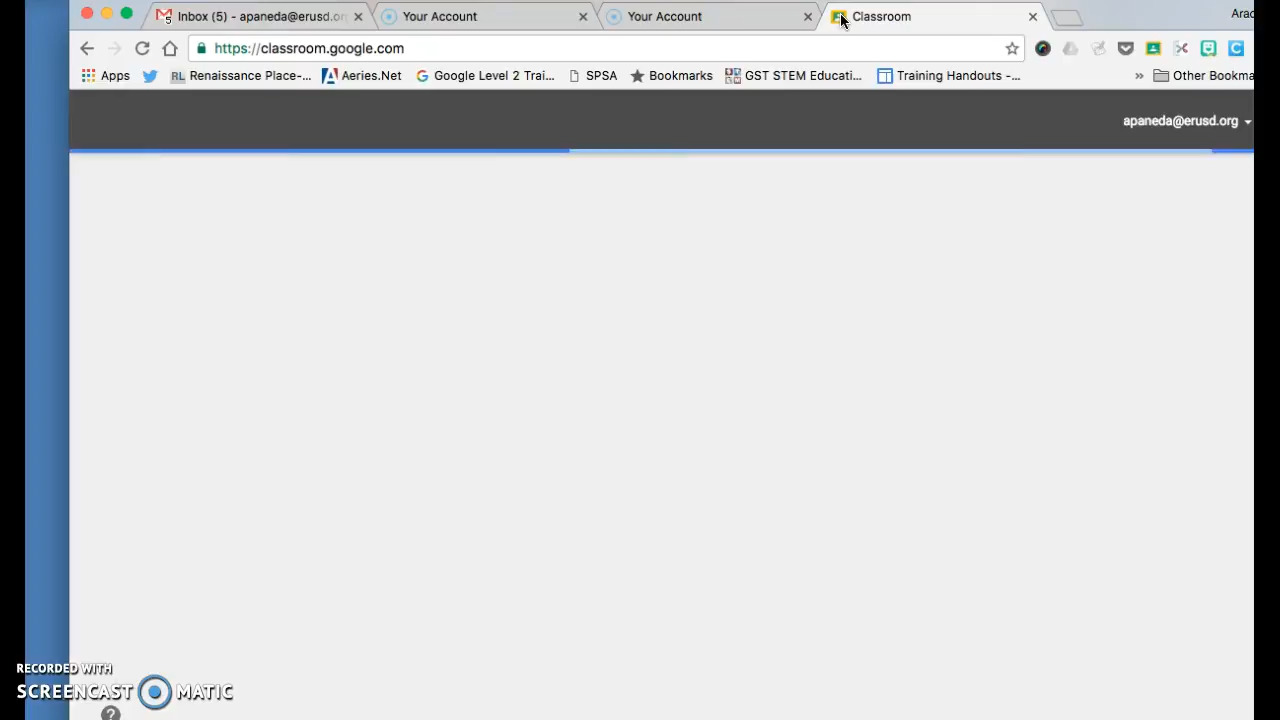 Inbox (5) - apaneda@erusd.or
Your Account
Your Account
Classroom
Arac
https://classroom.google.com
Apps
RL Renaissance Place-...
Aeries.Net
Google Level 2 Trai...
SPSA
Bookmarks
GST STEM Educati...
Training Handouts -...
»
Other Bookma
apaneda@erusd.org
RECORDED WITH
SCREENCAST MATIC
?